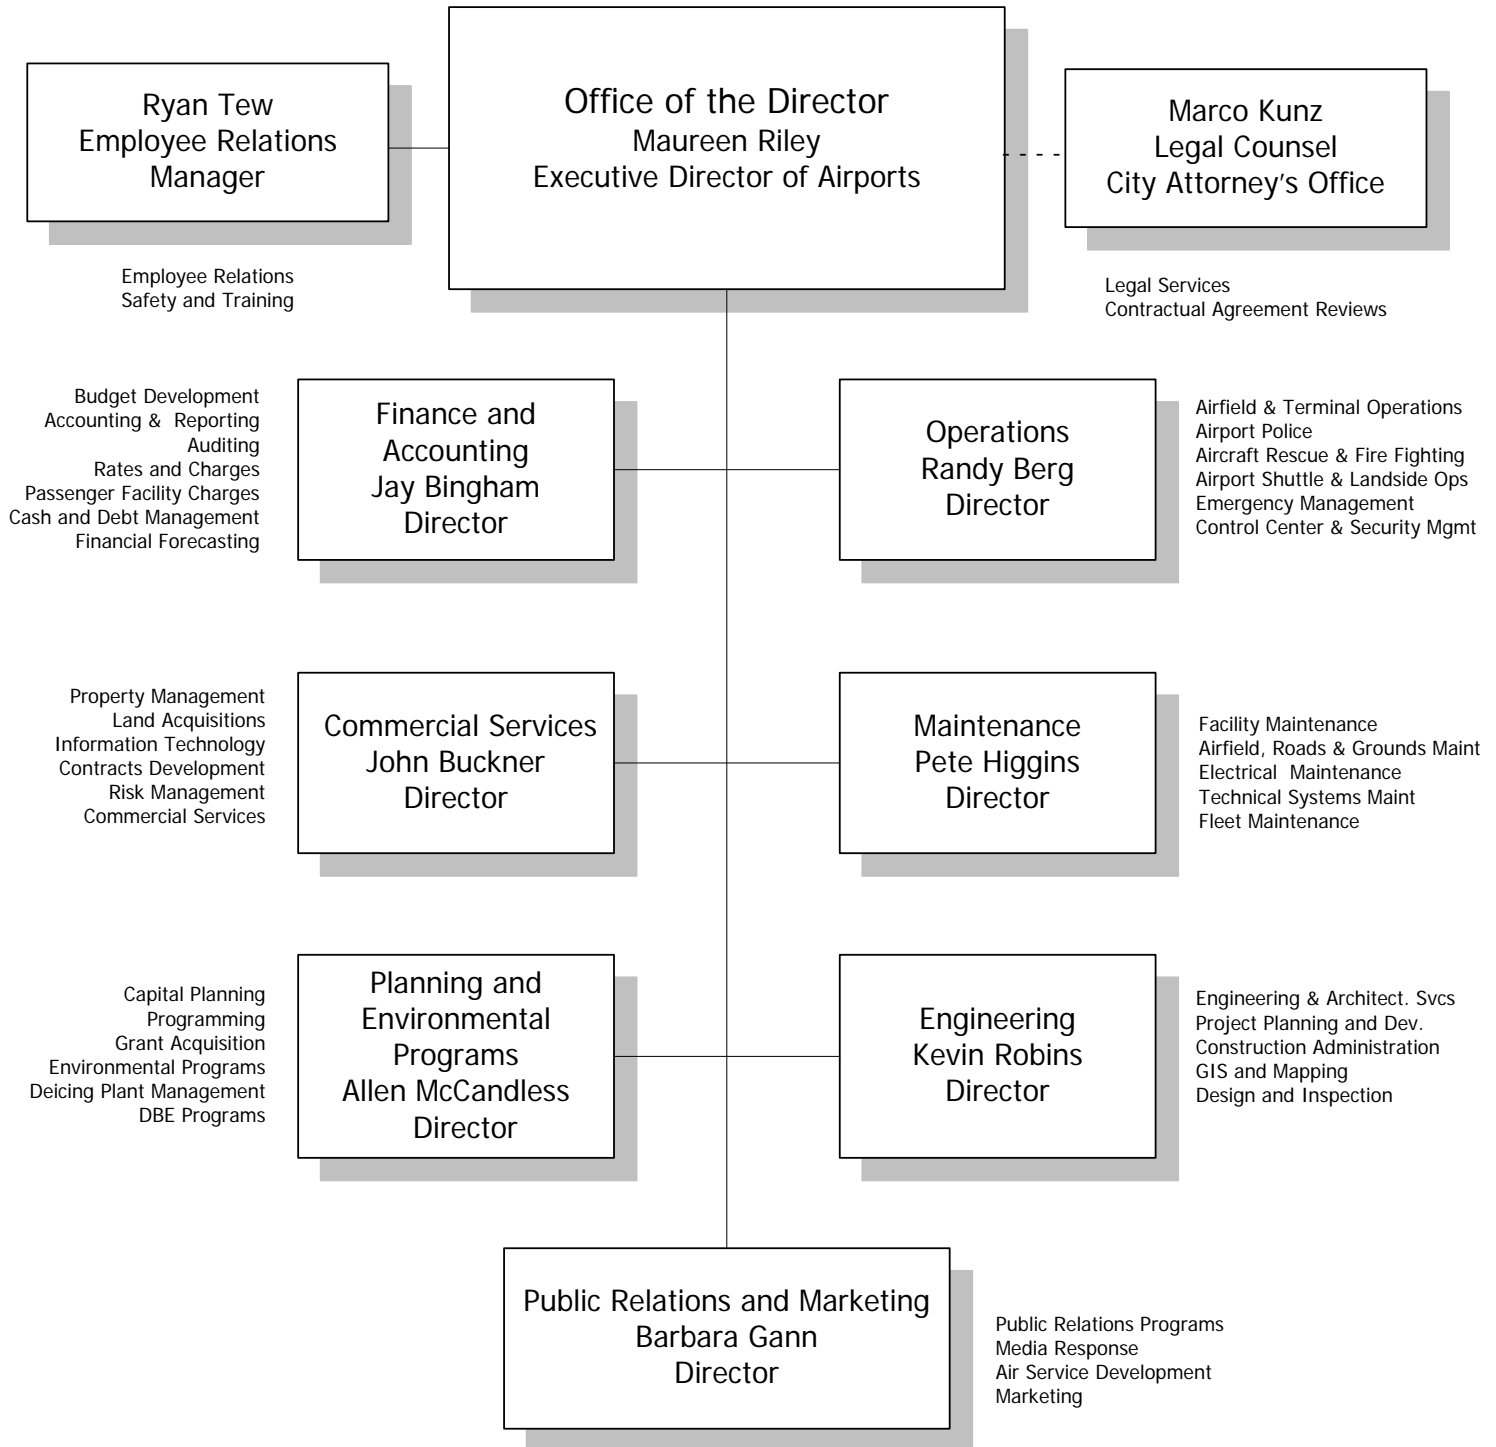 Office of the Director
Maureen Riley
Executive Director of Airports
Ryan Tew
Employee Relations
Manager
Employee Relations
Safety and Training
Marco Kunz
Legal Counsel
City Attorney's Office
Legal Services
Contractual Agreement Reviews
Budget Development
Accounting & Reporting
Auditing
Rates and Charges
Passenger Facility Charges
Cash and Debt Management
Financial Forecasting
Finance and
Accounting
Jay Bingham
Director
Operations
Randy Berg
Director
Airfield & Terminal Operations
Airport Police
Aircraft Rescue & Fire Fighting
Airport Shuttle & Landside Ops
Emergency Management
Control Center & Security Mgmt
Property Management
Land Acquisitions
Information Technology
Contracts Development
Risk Management
Commercial Services
Commercial Services
John Buckner
Director
Maintenance
Pete Higgins
Director
Facility Maintenance
Airfield, Roads & Grounds Maint
Electrical Maintenance
Technical Systems Maint
Fleet Maintenance
Capital Planning
Programming
Grant Acquisition
Environmental Programs
Deicing Plant Management
DBE Programs
Planning and
Environmental
Programs
Allen McCandless
Director
Engineering
Kevin Robins
Director
Engineering & Architect. Svcs
Project Planning and Dev.
Construction Administration
GIS and Mapping
Design and Inspection
Public Relations and Marketing
Barbara Gann
Director
Public Relations Programs
Media Response
Air Service Development
Marketing